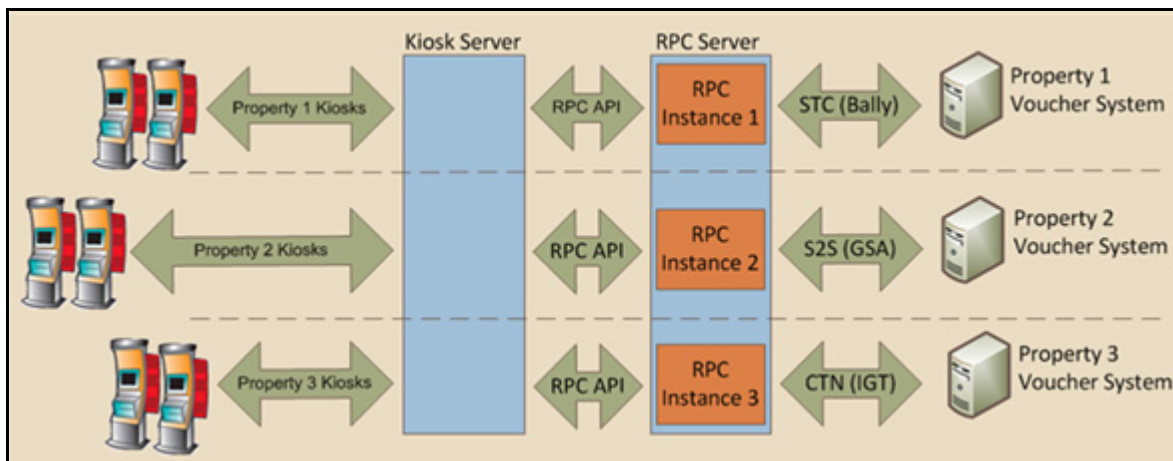 Kiosk Server
RPC Server
Property 1 Kiosks
RPC API
RPC
Instance 1
STC (Bally)
Property 1
Voucher System
Property 2 Kiosks
RPC API
RPC
Instance 2
S2S (GSA)
Property 2
Voucher System
Property 3 Kiosks
RPC API
RPC
Instance 3
CTN (IGT)
Property 3
Voucher System